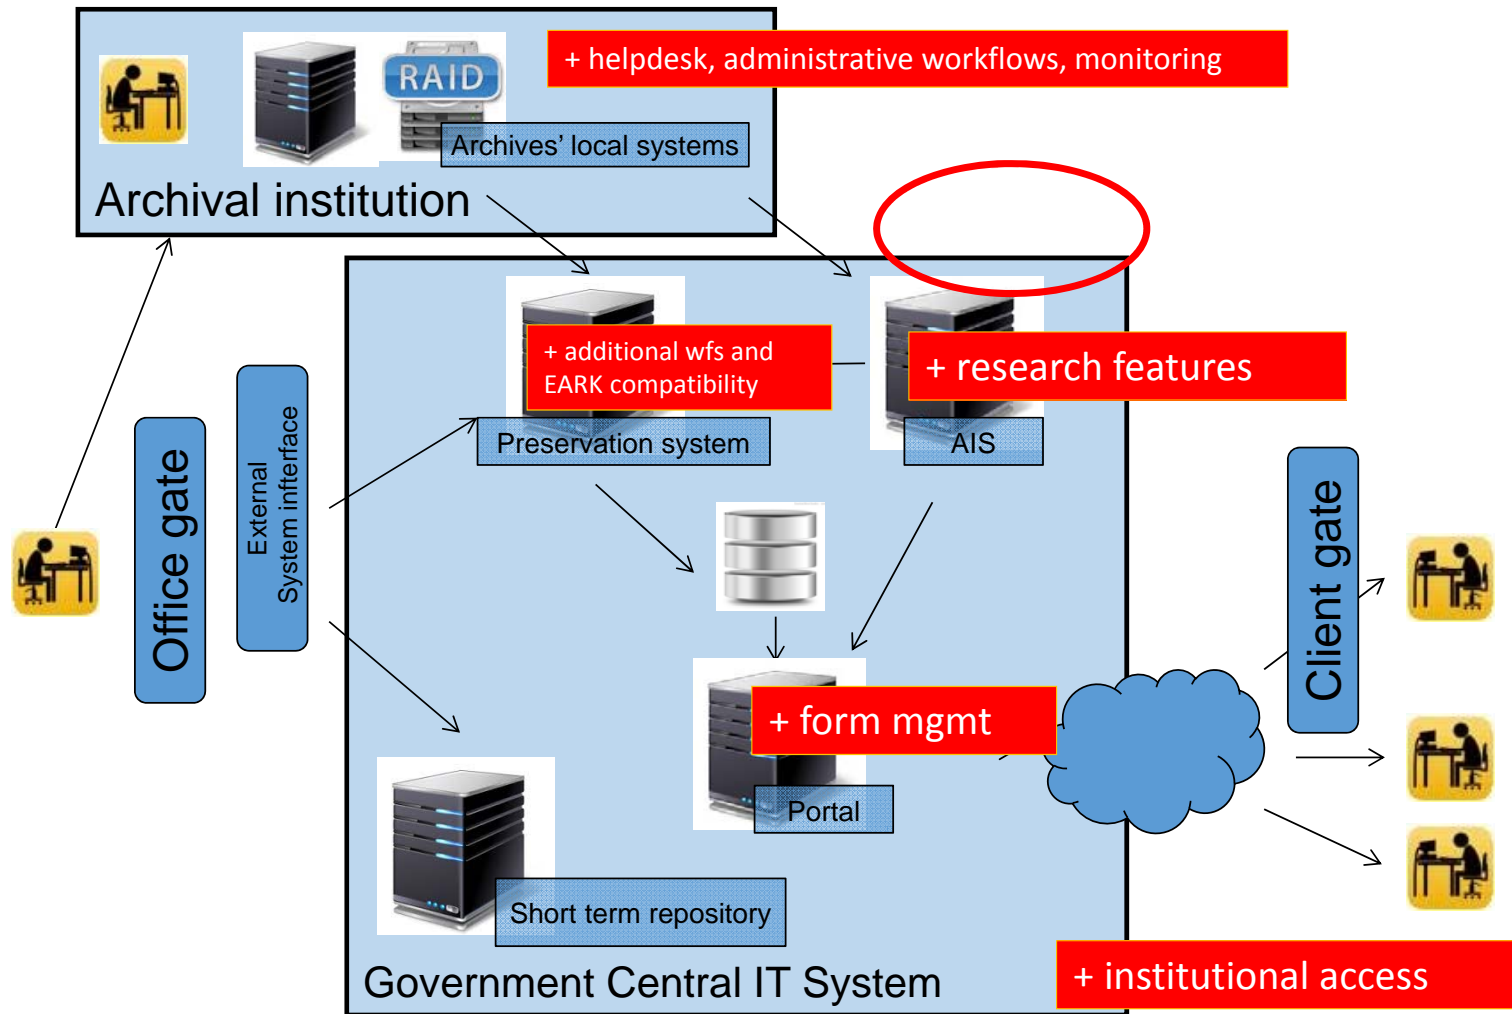 + helpdesk, administrative workflows, monitoring
RAID
Archives’ local systems
Archival institution
+ additional wfs and
EARK compatibility
+ research features
Preservation system
AIS
Office gate
External
System infterface
Client gate
+ form mgmt
Portal
Short term repository
Government Central IT System
+ institutional access